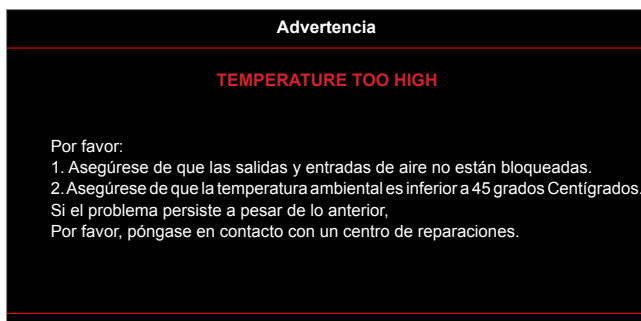 Advertencia
TEMPERATURE TOO HIGH
Por favor:
1. Asegúrese de que las salidas y entradas de aire no están bloqueadas.
2. Asegúrese de que la temperatura ambiental es inferior a 45 grados Centígrados.
Si el problema persiste a pesar de lo anterior,
Por favor, póngase en contacto con un centro de reparaciones.